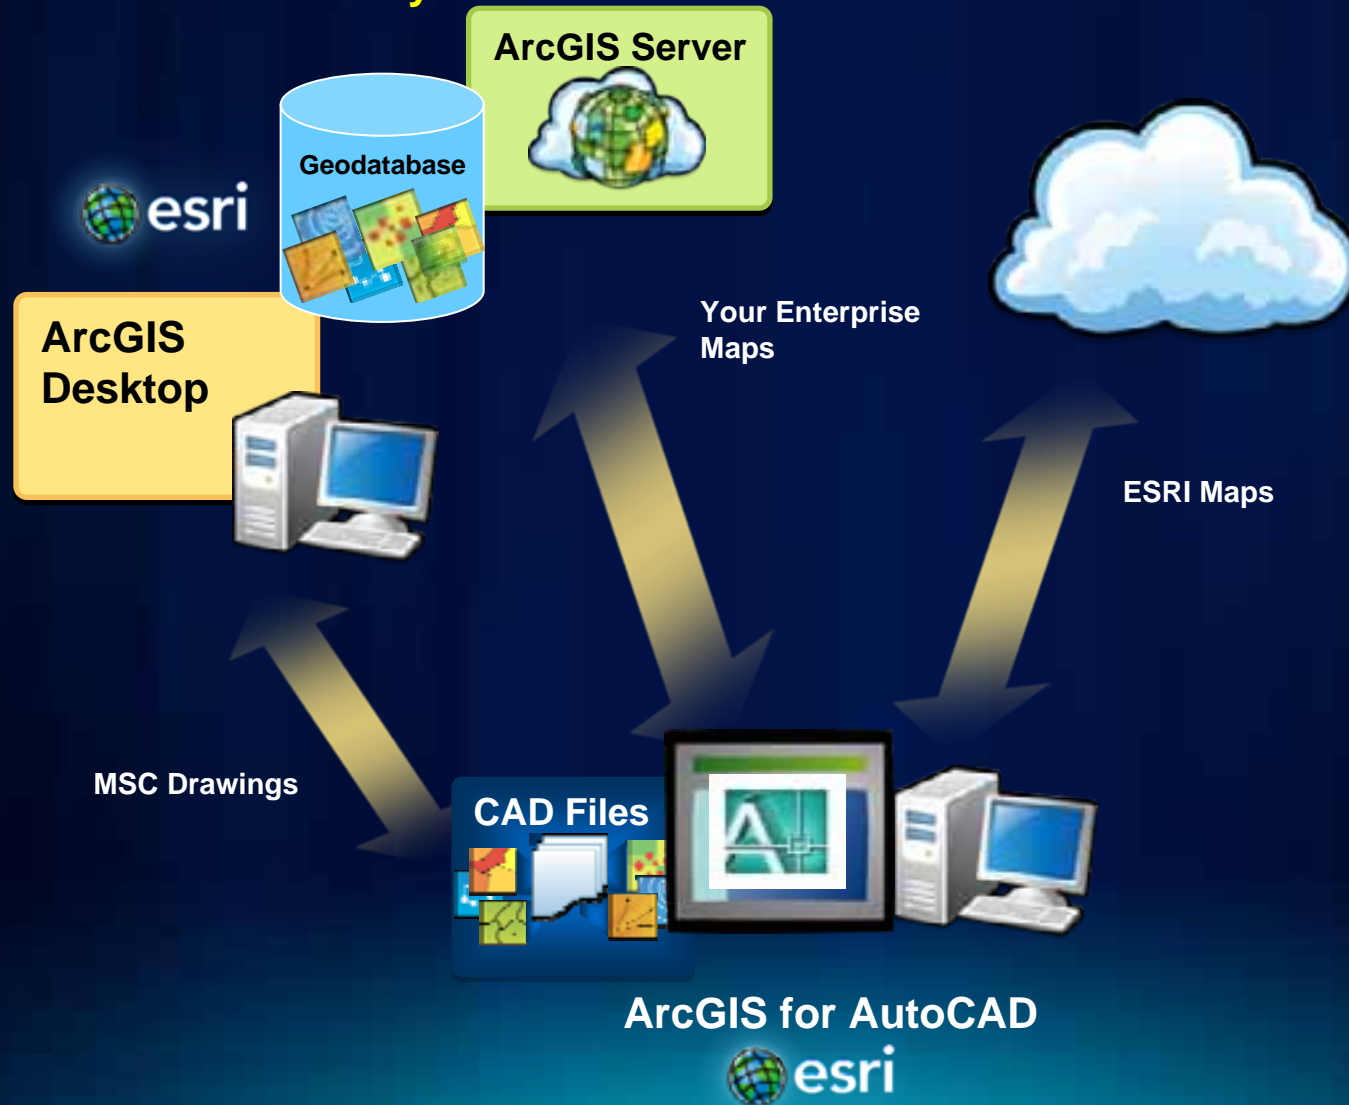 ArcGIS Server
Geodatabase
esri
ArcGIS
Desktop
Your Enterprise
Maps
ESRI Maps
MSC Drawings
CAD Files
A
ArcGIS for AutoCAD
esri